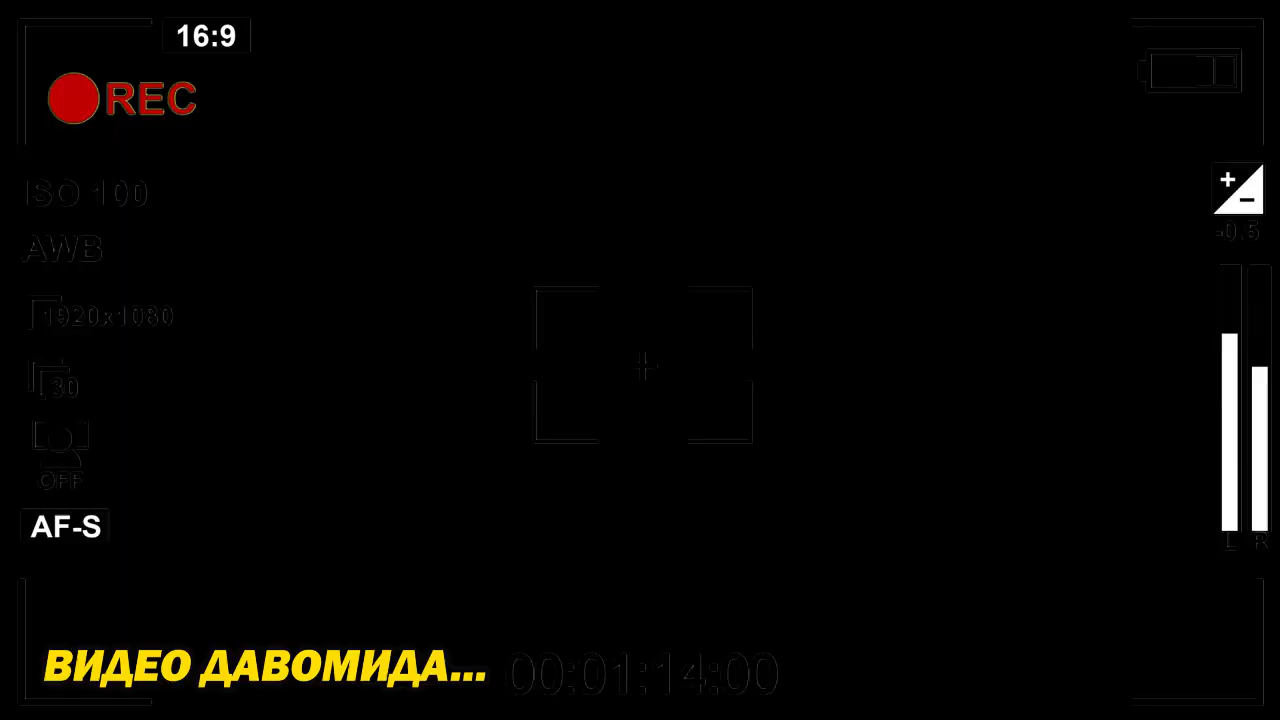 16:9
REC
ISO 100
AWB
1920x1080
-0.5
30
OFF
AF-S
L R
ВИДЕО ДАВОМИДА...
00:01:14:00